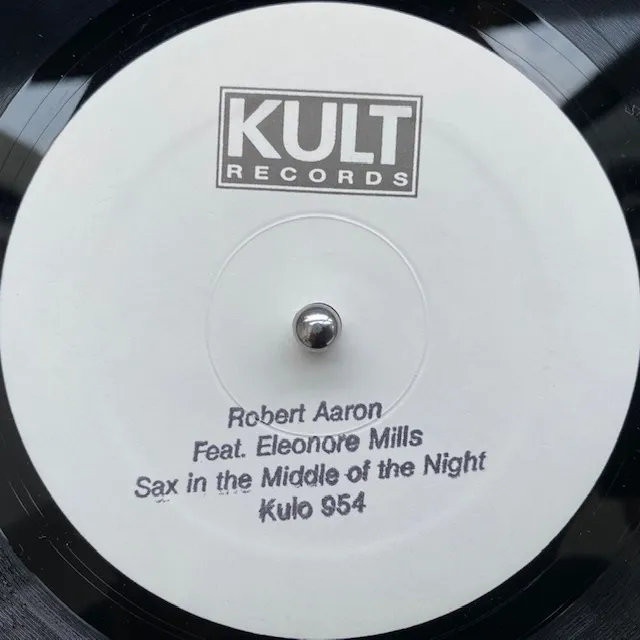 KULT
RECORDS
Robert Aaron
Feat. Eleonore Mills
Sax in the Middle of the Night
Kulo 954